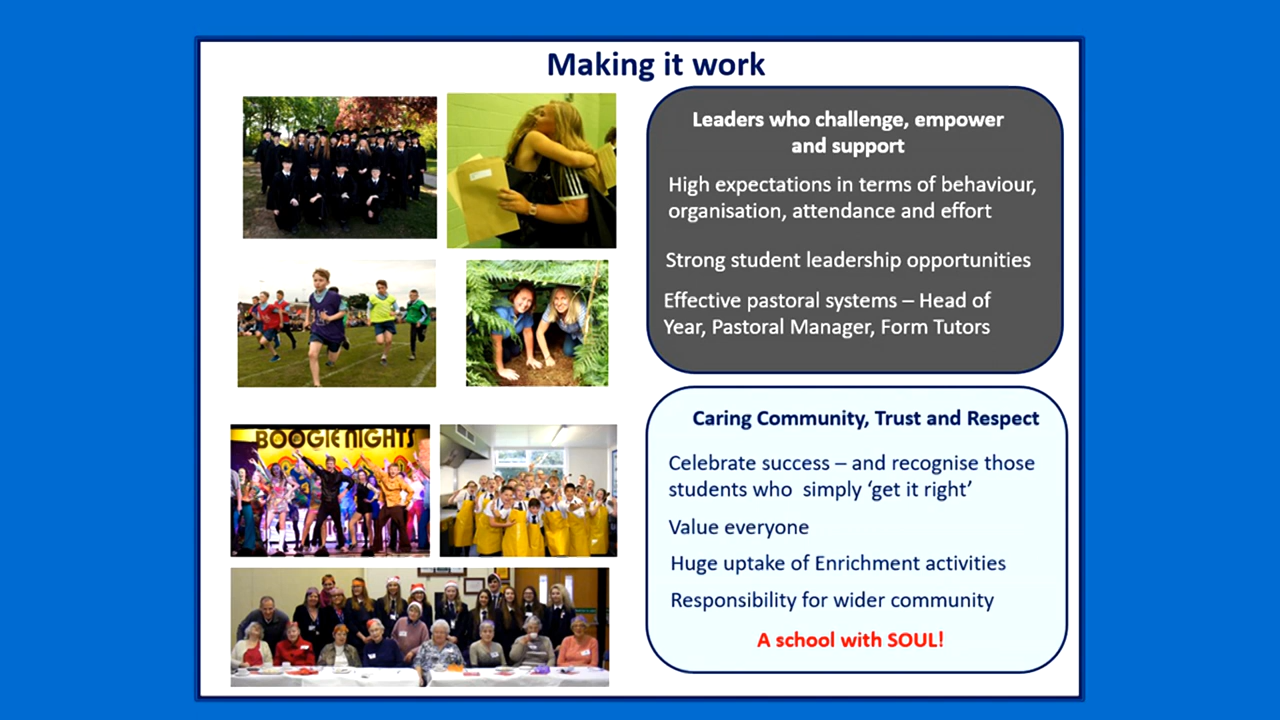 Making it work
Leaders who challenge, empower
and support
High expectations in terms of behaviour,
organisation, attendance and effort
Strong student leadership opportunities
Effective pastoral systems – Head of
Year, Pastoral Manager, Form Tutors
BOOGIE NIGHTS
Caring Community, Trust and Respect
Celebrate success – and recognise those
students who simply ‘get it right’
Value everyone
Huge uptake of Enrichment activities
Responsibility for wider community
A school with SOUL!